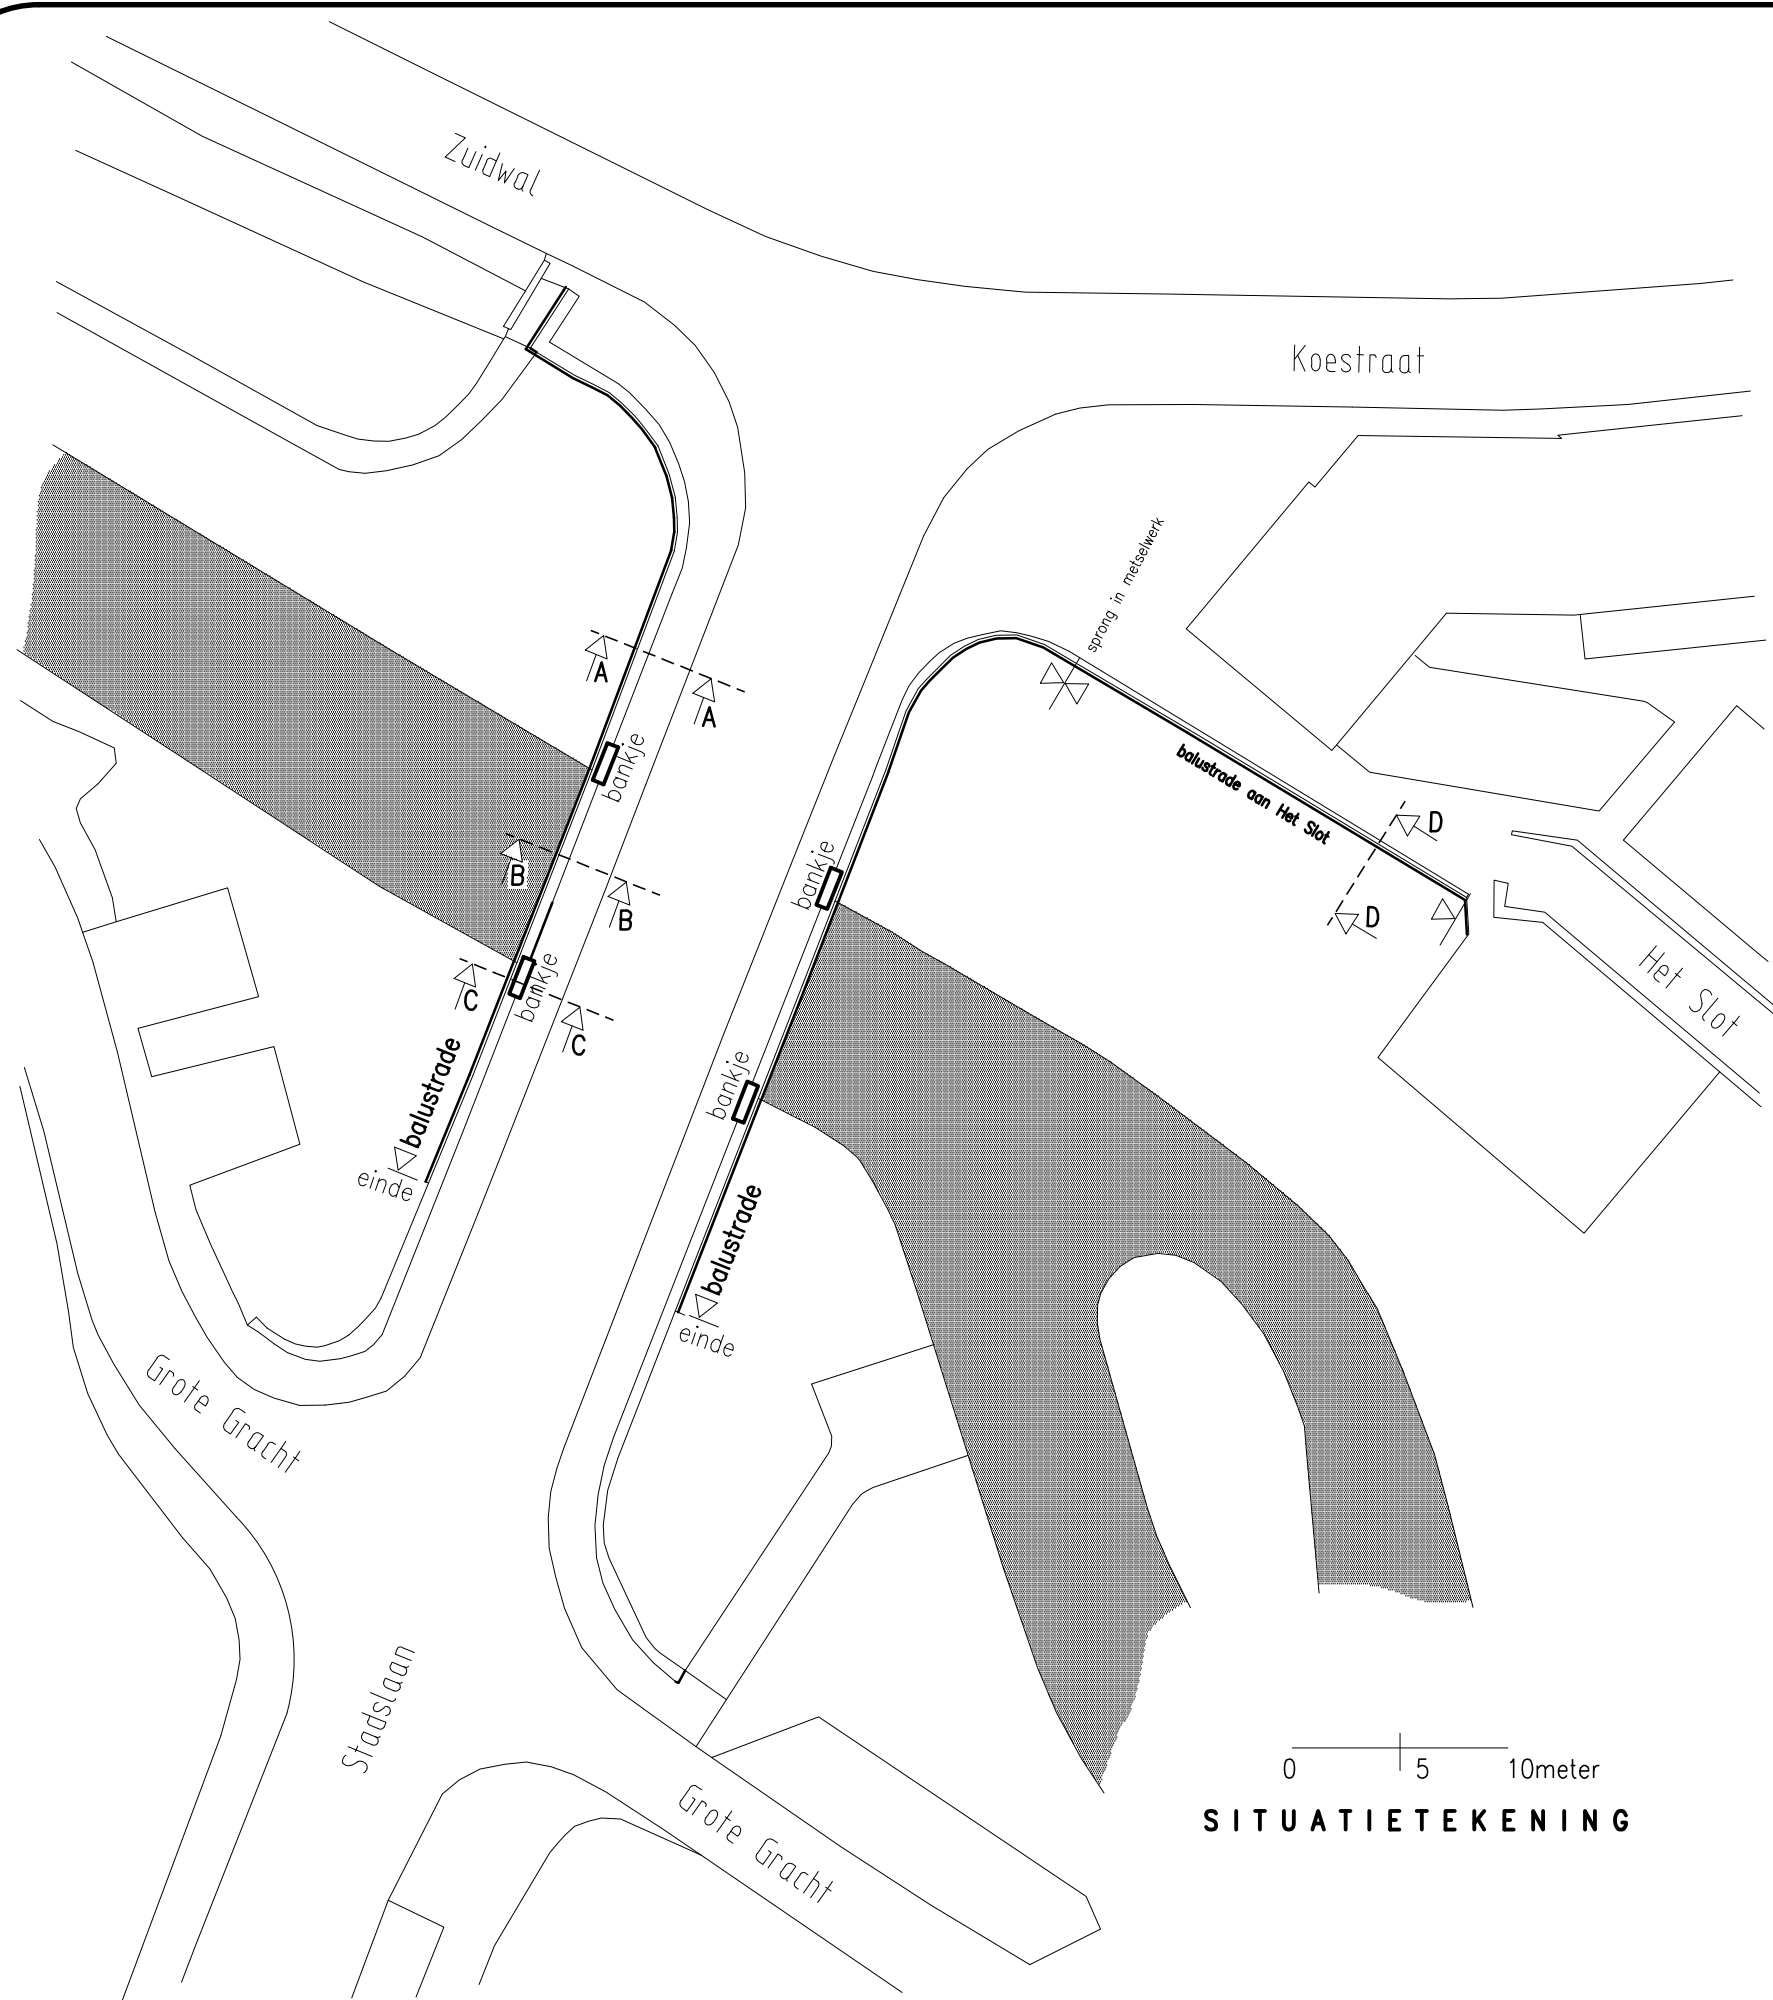 Zuidwal
Koestraat
sprong in metselwerk
A
A
bankje
balustrade aan Het Slot
D
B
bankje
B
D
Het Slot
C
bankje
C
balustrade
bankje
einde
balustrade
einde
Grote Gracht
Stadslaan
0 5 10meter
Grote Gracht
SITUATIETEKENING